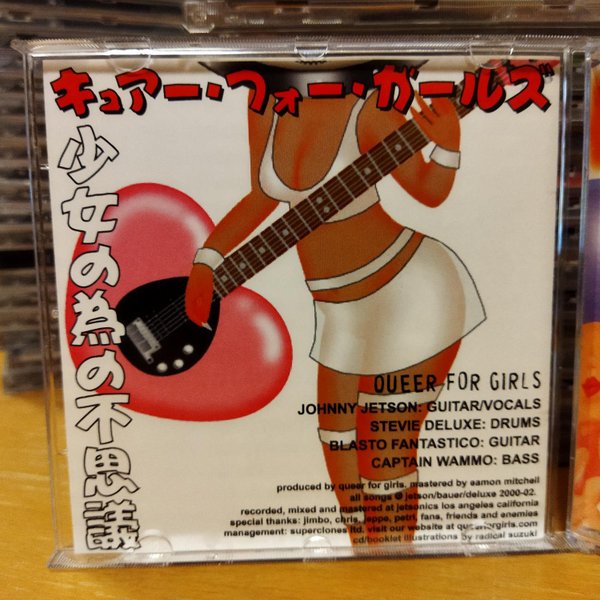 キュアー・フォー・ガールズ
少女の為の不思議
QUEER FOR GIRLS
JOHNNY JETSON: GUITAR/VOCALS
STEVIE DELUXE: DRUMS
BLASTO FANTASTICO: GUITAR
CAPTAIN WAMMO: BASS
produced by queer for girls. mastered by eamon mitchell
all songs @ jetson/bauer/deluxe 2000-02.
recorded, mixed and mastered at jetsonics los angeles california
special thanks: jimbo, chris, jeppe, petri, fans, friends and enemies
management: superclones ltd. visit our website at queerforgirls.com
cd/booklet illustrations by radical suzuki